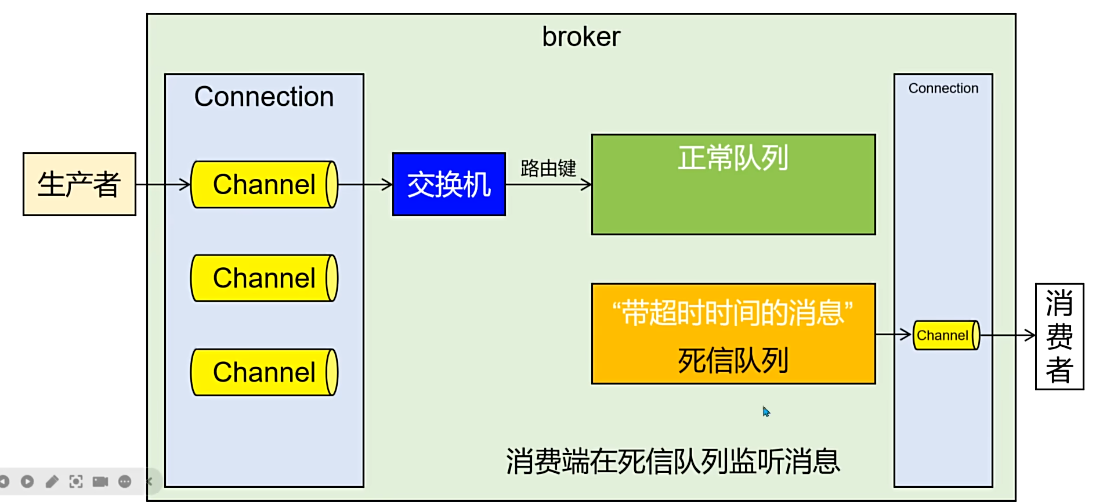 broker
Connection
Connection
生产者
Channel
交换机
路由键
正常队列
Channel
“带超时时间的消息”
死信队列
Channel
消费者
Channel
消费端在死信队列监听消息